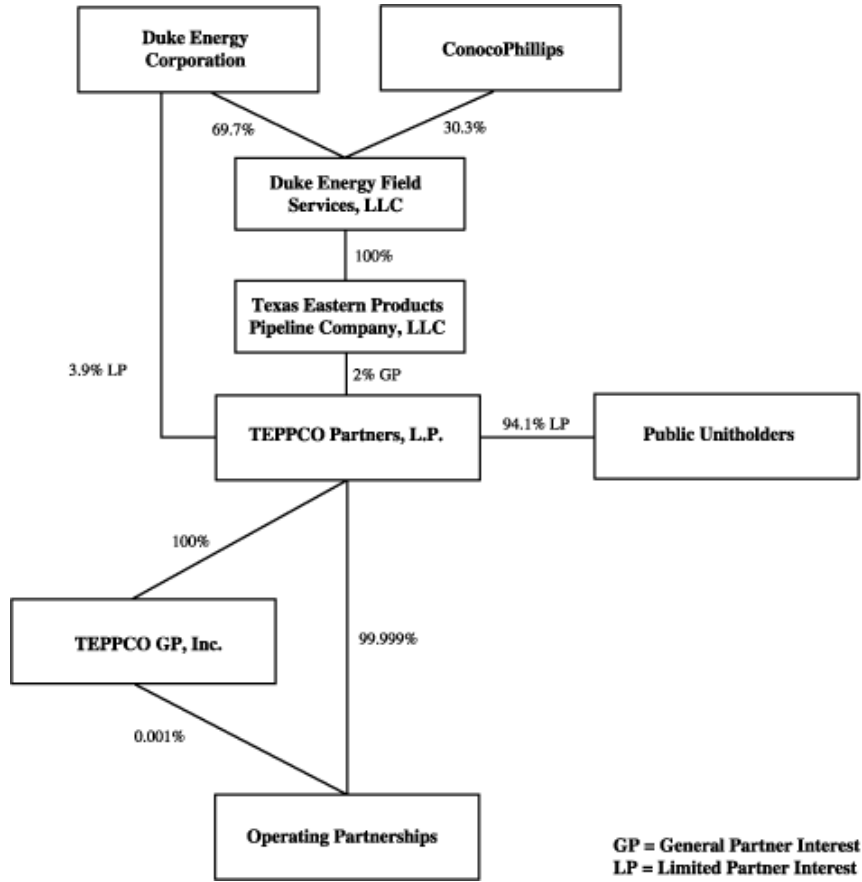 Duke Energy
Corporation
ConocoPhillips
69.7%
30.3%
Duke Energy Field
Services, LLC
100%
Texas Eastern Products
Pipeline Company, LLC
3.9% LP
2% GP
TEPPCO Partners, L.P.
94.1% LP
Public Unitholders
100%
TEPPCO GP, Inc.
99.999%
0.001%
Operating Partnerships
GP = General Partner Interest
LP = Limited Partner Interest